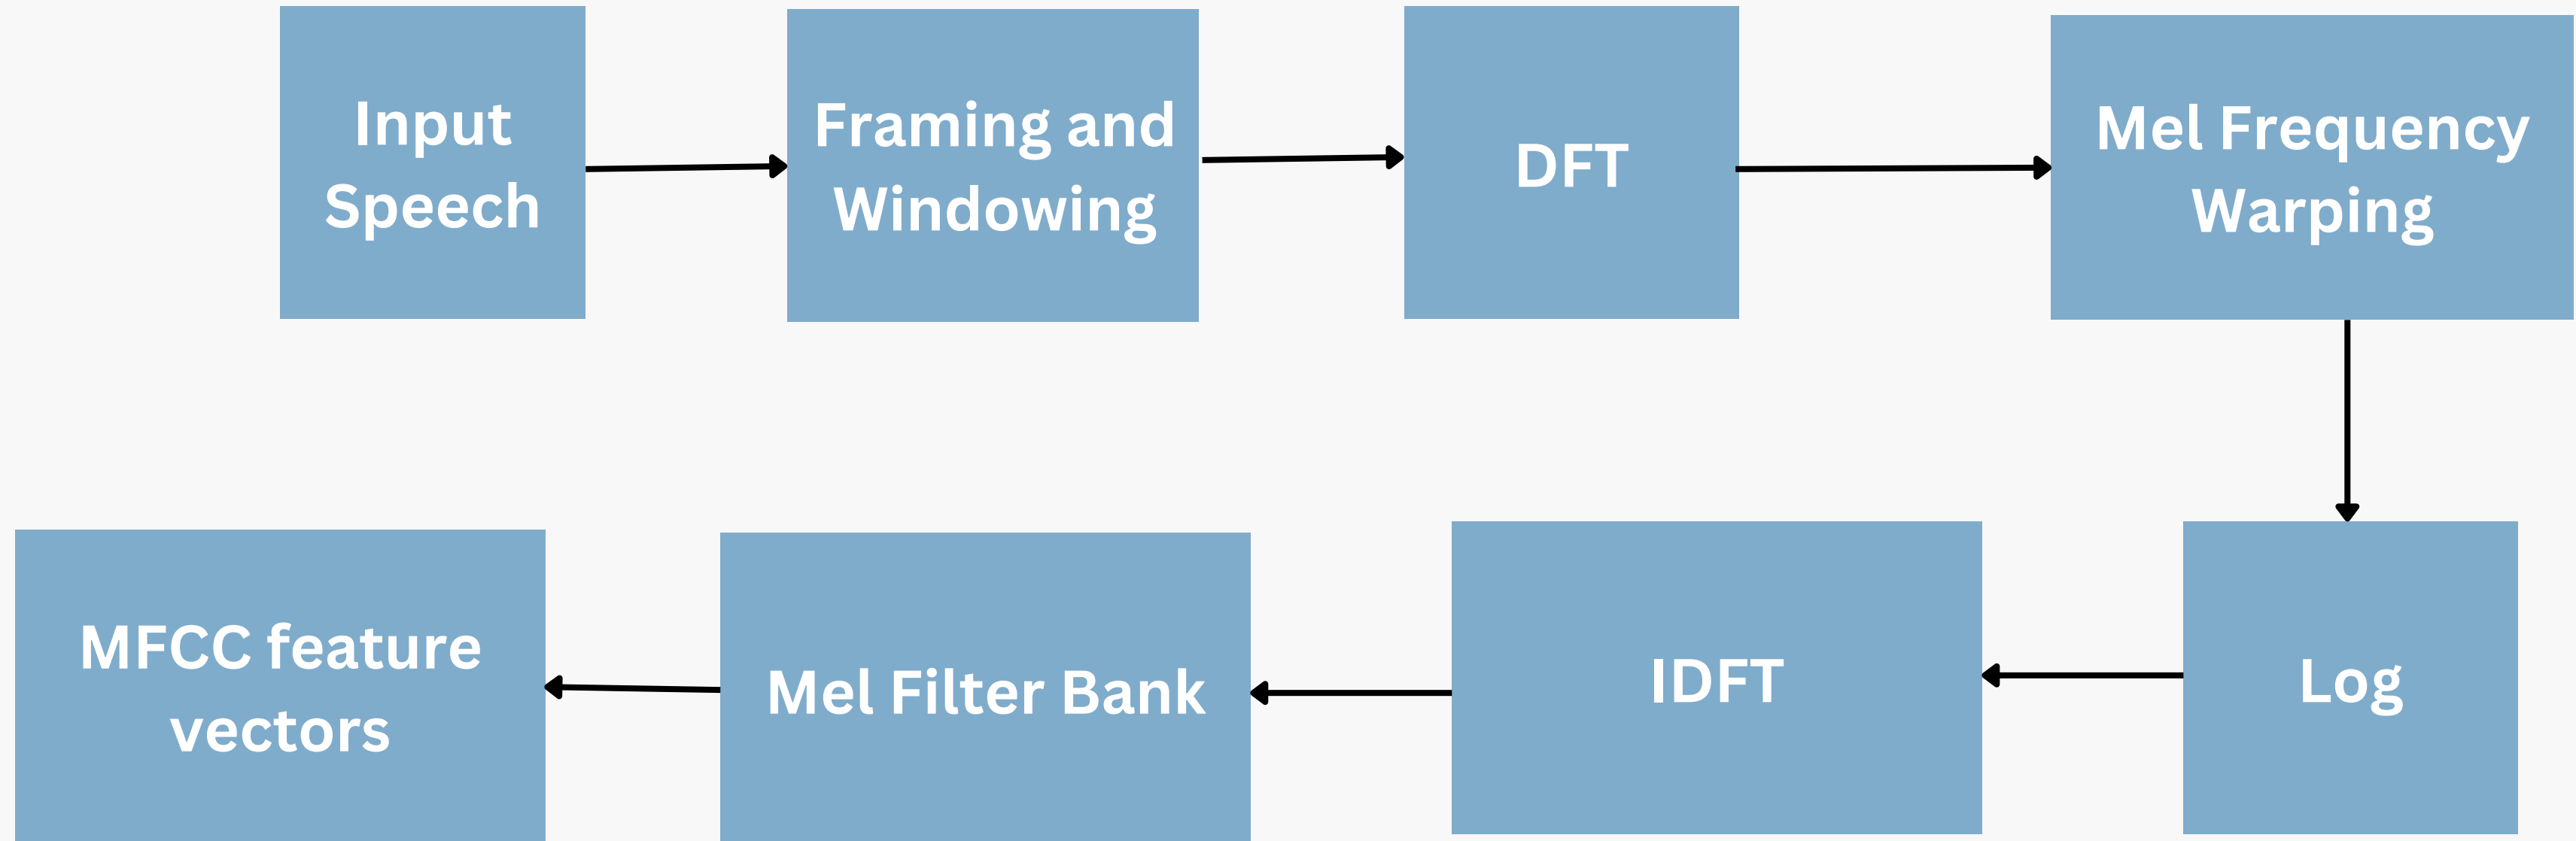 Input
Speech
Framing and
Windowing
DFT
Mel Frequency
Warping
MFCC feature
vectors
Mel Filter Bank
IDFT
Log